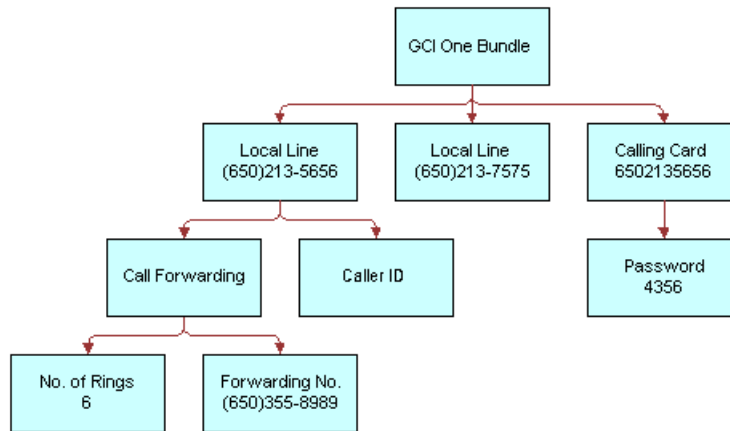 GCI One Bundle
Local Line
(650)213-5656
Local Line
(650)213-7575
Calling Card
6502135656
Call Forwarding
Caller ID
Password
4356
No. of Rings
6
Forwarding No.
(650)355-8989